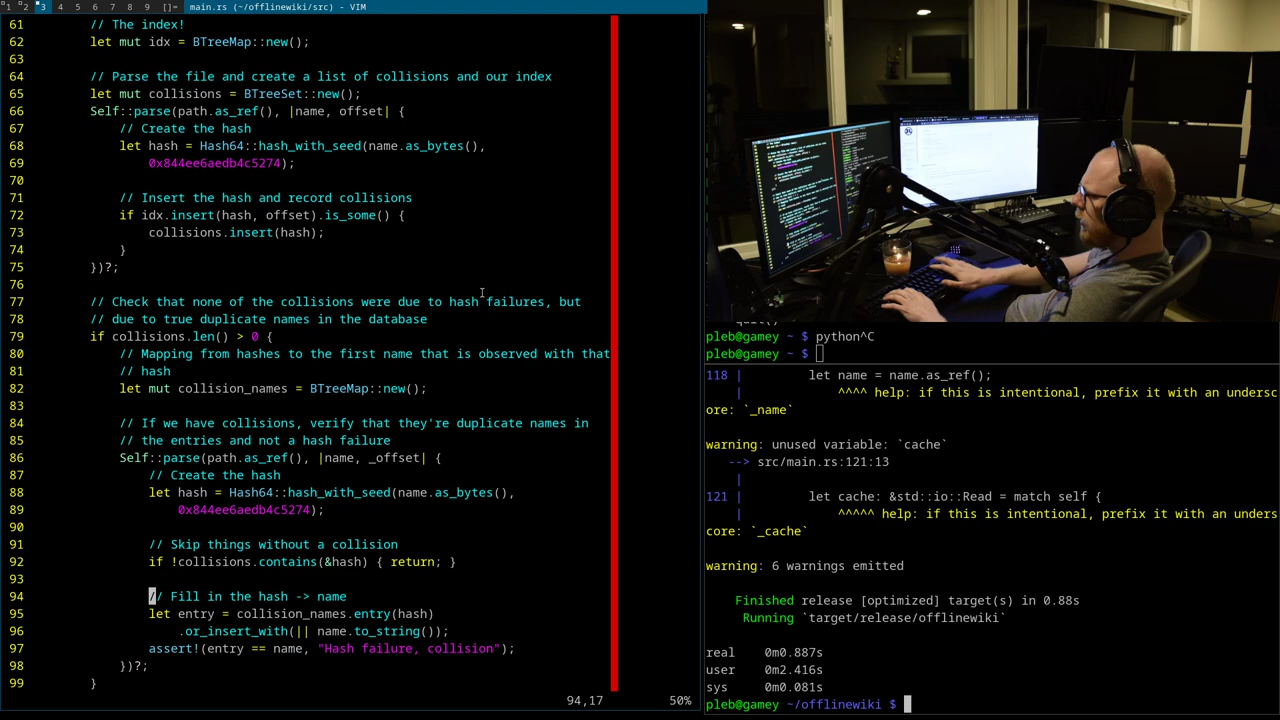 1 2 3 4 5 6 7 8 9 []= main.rs (~/offlinewiki/src) - VIM
61 // The index!
62 let mut idx = BTreeMap::new();
63
64 // Parse the file and create a list of collisions and our index
65 let mut collisions = BTreeSet::new();
66 Self::parse(path.as_ref(), |name, offset| {
67 // Create the hash
68 let hash = Hash64::hash_with_seed(name.as_bytes(),
69 0x844ee6aedb4c5274);
70
71 // Insert the hash and record collisions
72 if idx.insert(hash, offset).is_some() {
73 collisions.insert(hash);
74 }
75 })?;
76
77 // Check that none of the collisions were due to hash failures, but
78 // due to true duplicate names in the database
79 if collisions.len() > 0 {
80 // Mapping from hashes to the first name that is observed with that
81 // hash
82 let mut collision_names = BTreeMap::new();
83
84 // If we have collisions, verify that they're duplicate names in
85 // the entries and not a hash failure
86 Self::parse(path.as_ref(), |name, _offset| {
87 // Create the hash
88 let hash = Hash64::hash_with_seed(name.as_bytes(),
89 0x844ee6aedb4c5274);
90
91 // Skip things without a collision
92 if !collisions.contains(&hash) { return; }
93
94 // Fill in the hash -> name
95 let entry = collision_names.entry(hash)
96 .or_insert_with(|| name.to_string());
97 assert!(entry == name, "Hash failure, collision");
98 })?;
99 }
94,17 50%
quit()
pleb@gamey ~ $ python^C
pleb@gamey ~ $
118 | let name = name.as_ref();
| ^^^^ help: if this is intentional, prefix it with an undersc
ore: `_name`
warning: unused variable: `cache`
--> src/main.rs:121:13
|
121 | let cache: &std::io::Read = match self {
| ^^^^^ help: if this is intentional, prefix it with an unders
core: `_cache`
warning: 6 warnings emitted
Finished release [optimized] target(s) in 0.88s
Running `target/release/offlinewiki`
real 0m0.887s
user 0m2.416s
sys 0m0.081s
pleb@gamey ~/offlinewiki $